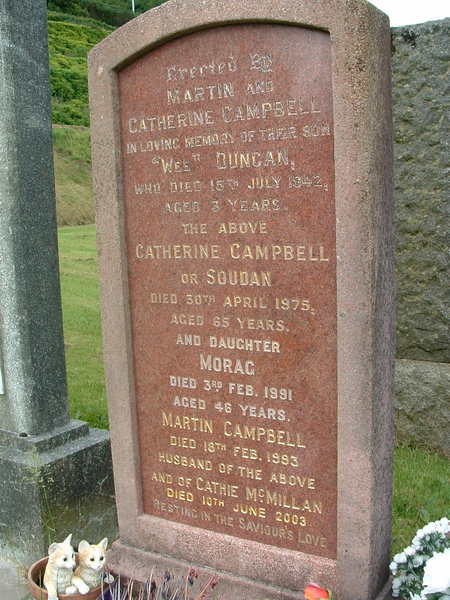 Erected By
MARTIN AND
CATHERINE CAMPBELL
IN LOVING MEMORY OF THEIR SON
"WEE" DUNCAN,
WHO DIED 15TH JULY 1942,
AGED 3 YEARS.
THE ABOVE
CATHERINE CAMPBELL
OR SOUDAN
DIED 30TH APRIL 1975,
AGED 65 YEARS.
AND DAUGHTER
MORAG
DIED 3RD FEB. 1991
AGED 46 YEARS.
MARTIN CAMPBELL
DIED 18TH FEB. 1993
HUSBAND OF THE ABOVE
AND OF CATHIE MCMILLAN
DIED 10TH JUNE 2003.
RESTING IN THE SAVIOUR'S LOVE